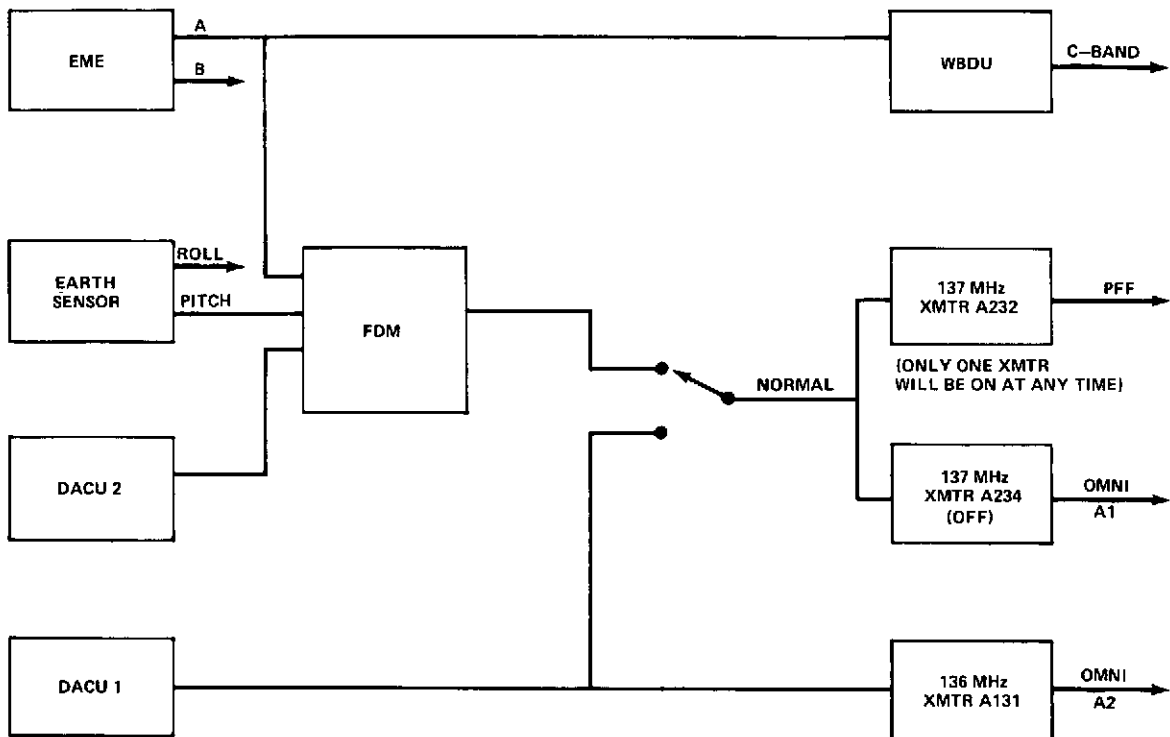 A
EME
B
WBDU
C-BAND
ROLL
EARTH
SENSOR
PITCH
FDM
137 MHz
XMTR A232
PFF
(ONLY ONE XMTR
WILL BE ON AT ANY TIME)
NORMAL
DACU 2
137 MHz
XMTR A234
(OFF)
OMNI
A1
DACU 1
136 MHz
XMTR A131
OMNI
A2